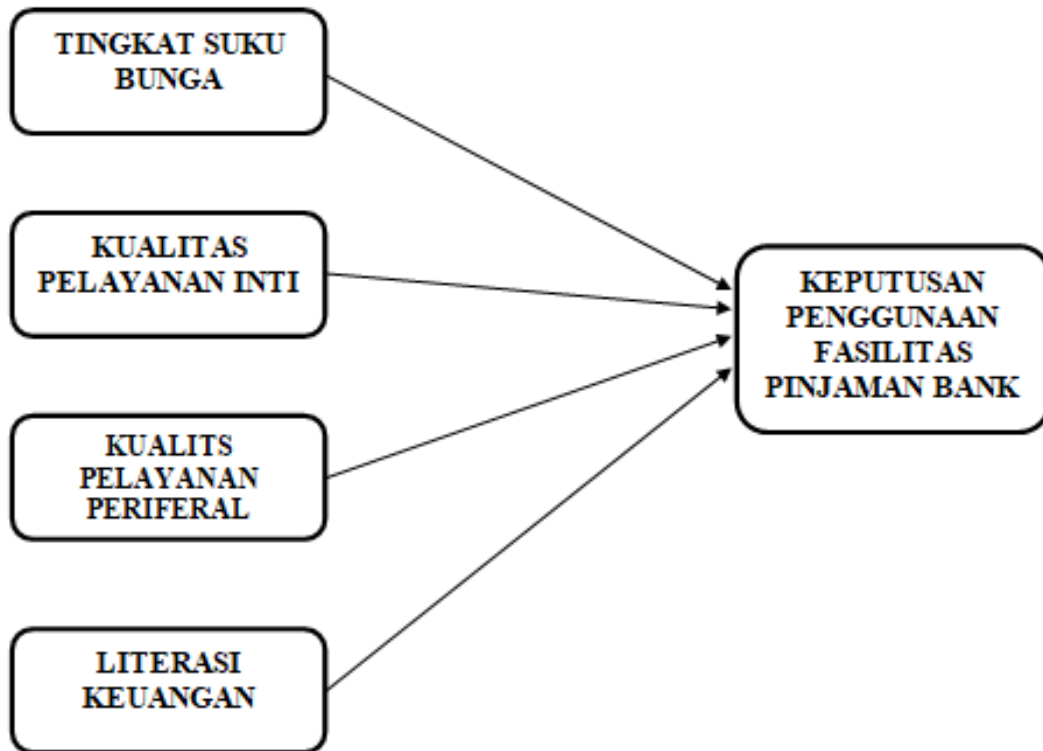 TINGKAT SUKU
BUNGA
KUALITAS
PELAYANAN INTI
KUALITS
PELAYANAN
PERIFERAL
LITERASI
KEUANGAN
KEPUTUSAN
PENGGUNAAN
FASILITAS
PINJAMAN BANK